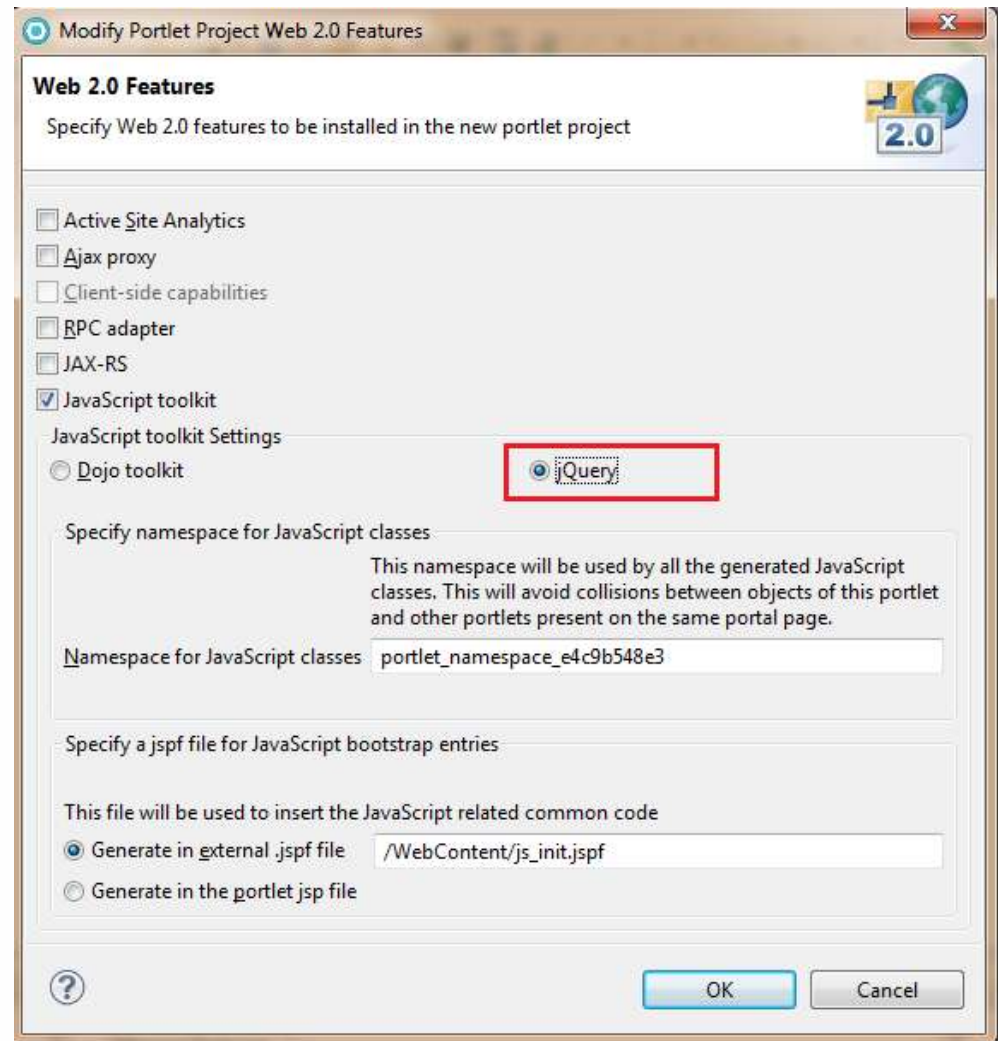 Modify Portlet Project Web 2.0 Features
Web 2.0 Features
Specify Web 2.0 features to be installed in the new portlet project
2.0
Active Site Analytics
Ajax proxy
Client-side capabilities
RPC adapter
JAX-RS
JavaScript toolkit
JavaScript toolkit Settings
Dojo toolkit jQuery
Specify namespace for JavaScript classes
This namespace will be used by all the generated JavaScript
classes. This will avoid collisions between objects of this portlet
and other portlets present on the same portal page.
Namespace for JavaScript classes portlet_namespace_e4c9b548e3
Specify a jspf file for JavaScript bootstrap entries
This file will be used to insert the JavaScript related common code
Generate in external .jspf file /WebContent/js_init.jspf
Generate in the portlet jsp file
? OK Cancel